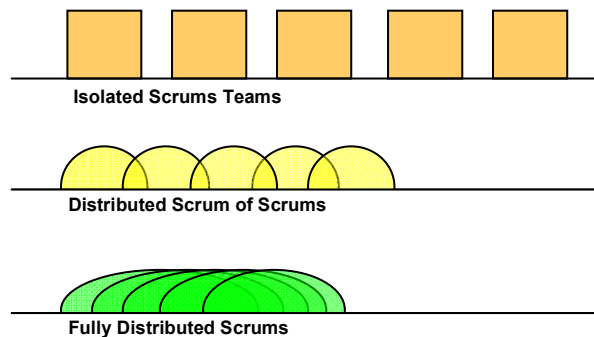 Isolated Scrums Teams
Distributed Scrum of Scrums
Fully Distributed Scrums